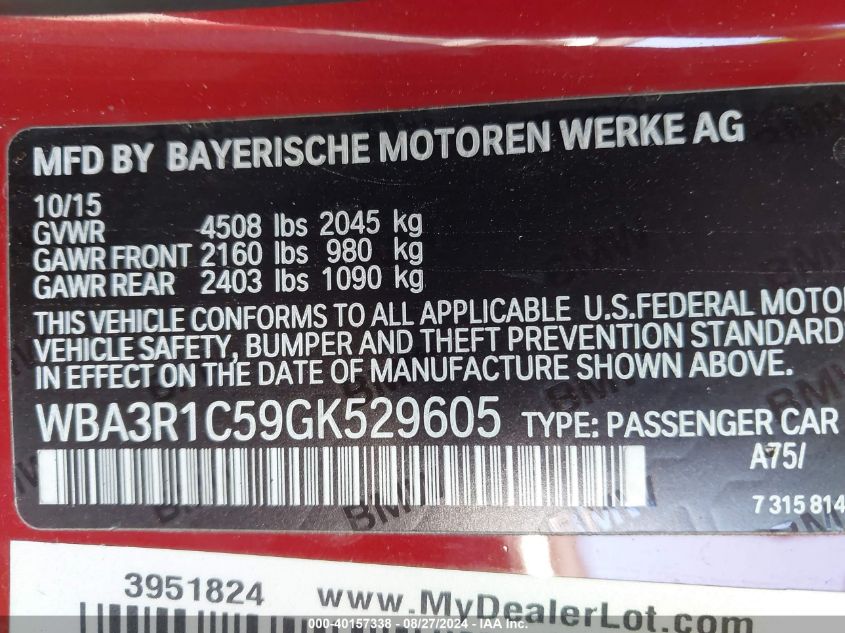 MFD BY BAYERISCHE MOTOREN WERKE AG
10/15
GVWR 4508 lbs 2045 kg
GAWR FRONT 2160 lbs 980 kg
GAWR REAR 2403 lbs 1090 kg
THIS VEHICLE CONFORMS TO ALL APPLICABLE U.S.FEDERAL MOTO
VEHICLE SAFETY, BUMPER AND THEFT PREVENTION STANDARD
IN EFFECT ON THE DATE OF MANUFACTURE SHOWN ABOVE.
WBA3R1C59GK529605 TYPE: PASSENGER CAR
A75/
7 315 814
3951824 www.MyDealerLot.com
000-40157338 - 08/27/2024 - IAA Inc.